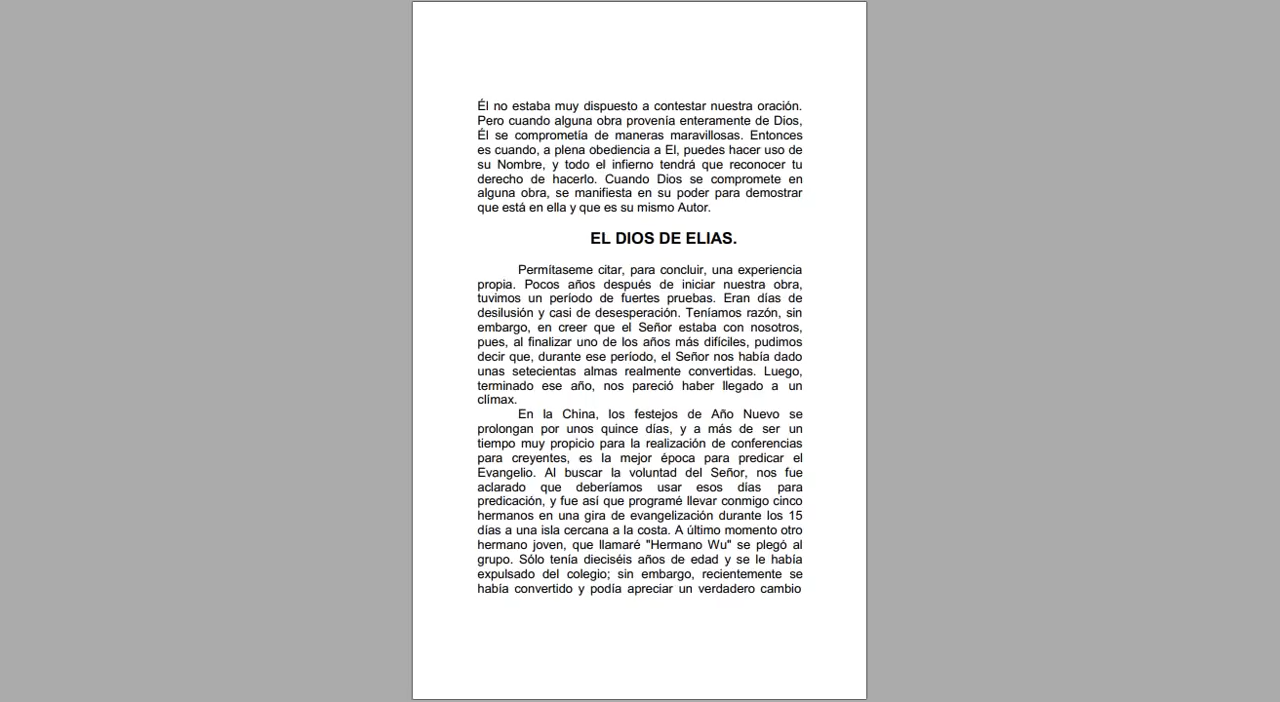 Él no estaba muy dispuesto a contestar nuestra oración.
Pero cuando alguna obra provenía enteramente de Dios,
Él se comprometía de maneras maravillosas. Entonces
es cuando, a plena obediencia a El, puedes hacer uso de
su Nombre, y todo el infierno tendrá que reconocer tu
derecho de hacerlo. Cuando Dios se compromete en
alguna obra, se manifiesta en su poder para demostrar
que está en ella y que es su mismo Autor.
EL DIOS DE ELIAS.
Permítaseme citar, para concluir, una experiencia
propia. Pocos años después de iniciar nuestra obra,
tuvimos un período de fuertes pruebas. Eran días de
desilusión y casi de desesperación. Teníamos razón, sin
embargo, en creer que el Señor estaba con nosotros,
pues, al finalizar uno de los años más difíciles, pudimos
decir que, durante ese período, el Señor nos había dado
unas setecientas almas realmente convertidas. Luego,
terminado ese año, nos pareció haber llegado a un
clímax.
En la China, los festejos de Año Nuevo se
prolongan por unos quince días, y a más de ser un
tiempo muy propicio para la realización de conferencias
para creyentes, es la mejor época para predicar el
Evangelio. Al buscar la voluntad del Señor, nos fue
aclarado que deberíamos usar esos días para
predicación, y fue así que programé llevar conmigo cinco
hermanos en una gira de evangelización durante los 15
días a una isla cercana a la costa. A último momento otro
hermano joven, que llamaré "Hermano Wu" se plegó al
grupo. Sólo tenía dieciséis años de edad y se le había
expulsado del colegio; sin embargo, recientemente se
había convertido y podía apreciar un verdadero cambio